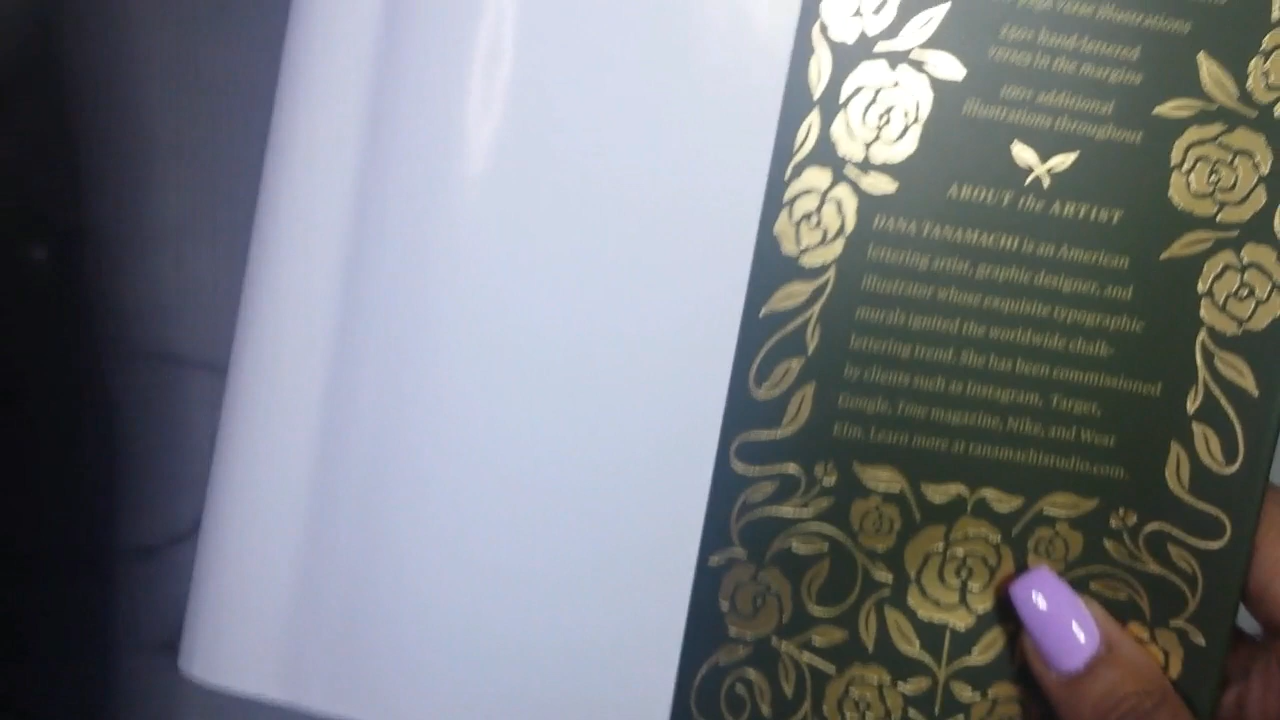 verse illustrations
250+ hand-lettered
verses in the margins
100+ additional
illustrations throughout
ABOUT the ARTIST
DANA TANAMACHI is an American
lettering artist, graphic designer, and
illustrator whose exquisite typographic
murals ignited the worldwide chalk-
lettering trend. She has been commissioned
by clients such as Instagram, Target,
Google, Time magazine, Nike, and West
Elm. Learn more at tanamachistudio.com.